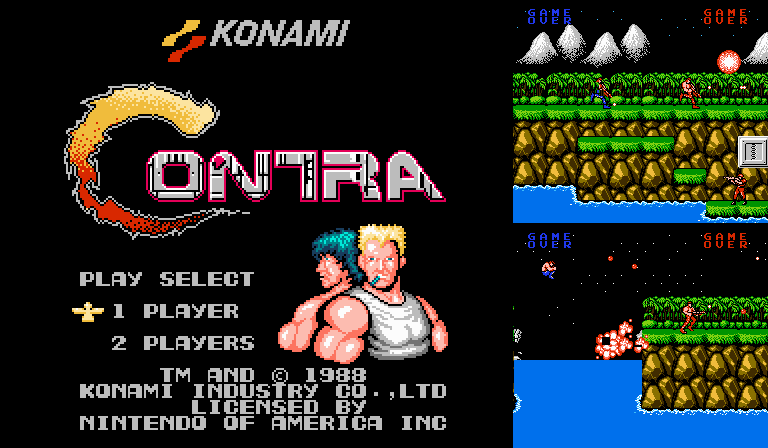 KONAMI
CONTRA
PLAY SELECT
1 PLAYER
2 PLAYERS
TM AND © 1988
KONAMI INDUSTRY CO.,LTD
LICENSED BY
NINTENDO OF AMERICA INC
GAME OVER
GAME OVER
GAME OVER
GAME OVER